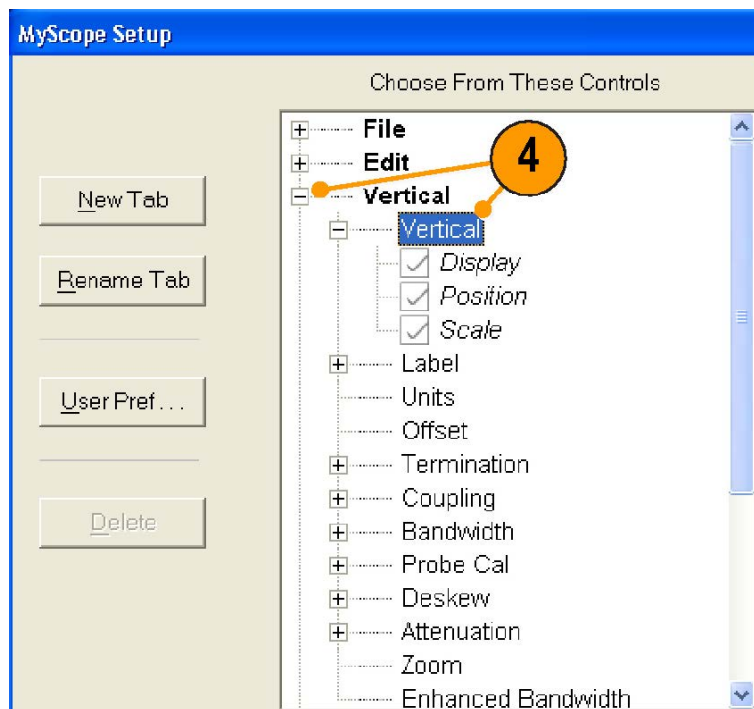 MyScope Setup
Choose From These Controls
File
Edit
4
Vertical
New Tab
Vertical
Display
Rename Tab
Position
Scale
Label
User Pref...
Units
Offset
Termination
Coupling
Delete
Bandwidth
Probe Cal
Deskew
Attenuation
Zoom
Enhanced Bandwidth